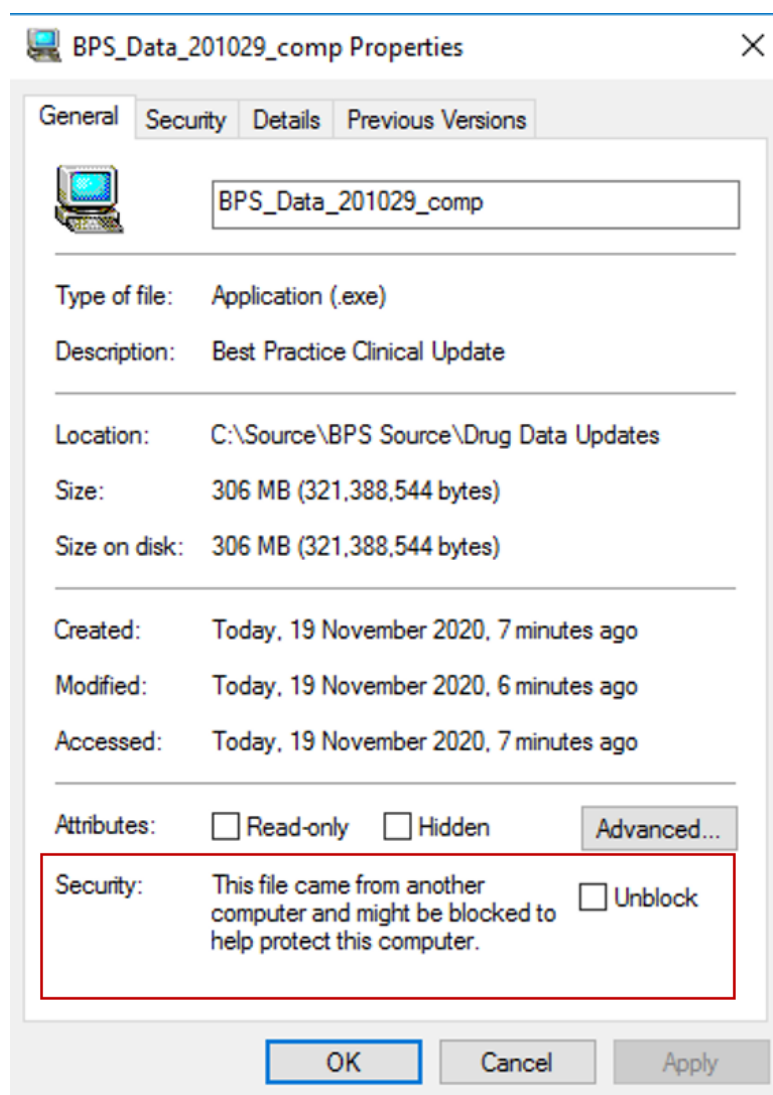 BPS_Data_201029_comp Properties
General Security Details Previous Versions
BPS_Data_201029_comp
Type of file: Application (.exe)
Description: Best Practice Clinical Update
Location: C:\Source\BPS Source\Drug Data Updates
Size: 306 MB (321,388,544 bytes)
Size on disk: 306 MB (321,388,544 bytes)
Created: Today, 19 November 2020, 7 minutes ago
Modified: Today, 19 November 2020, 6 minutes ago
Accessed: Today, 19 November 2020, 7 minutes ago
Attributes: Read-only Hidden Advanced...
Security: This file came from another
computer and might be blocked to
help protect this computer.
Unblock
OK Cancel Apply